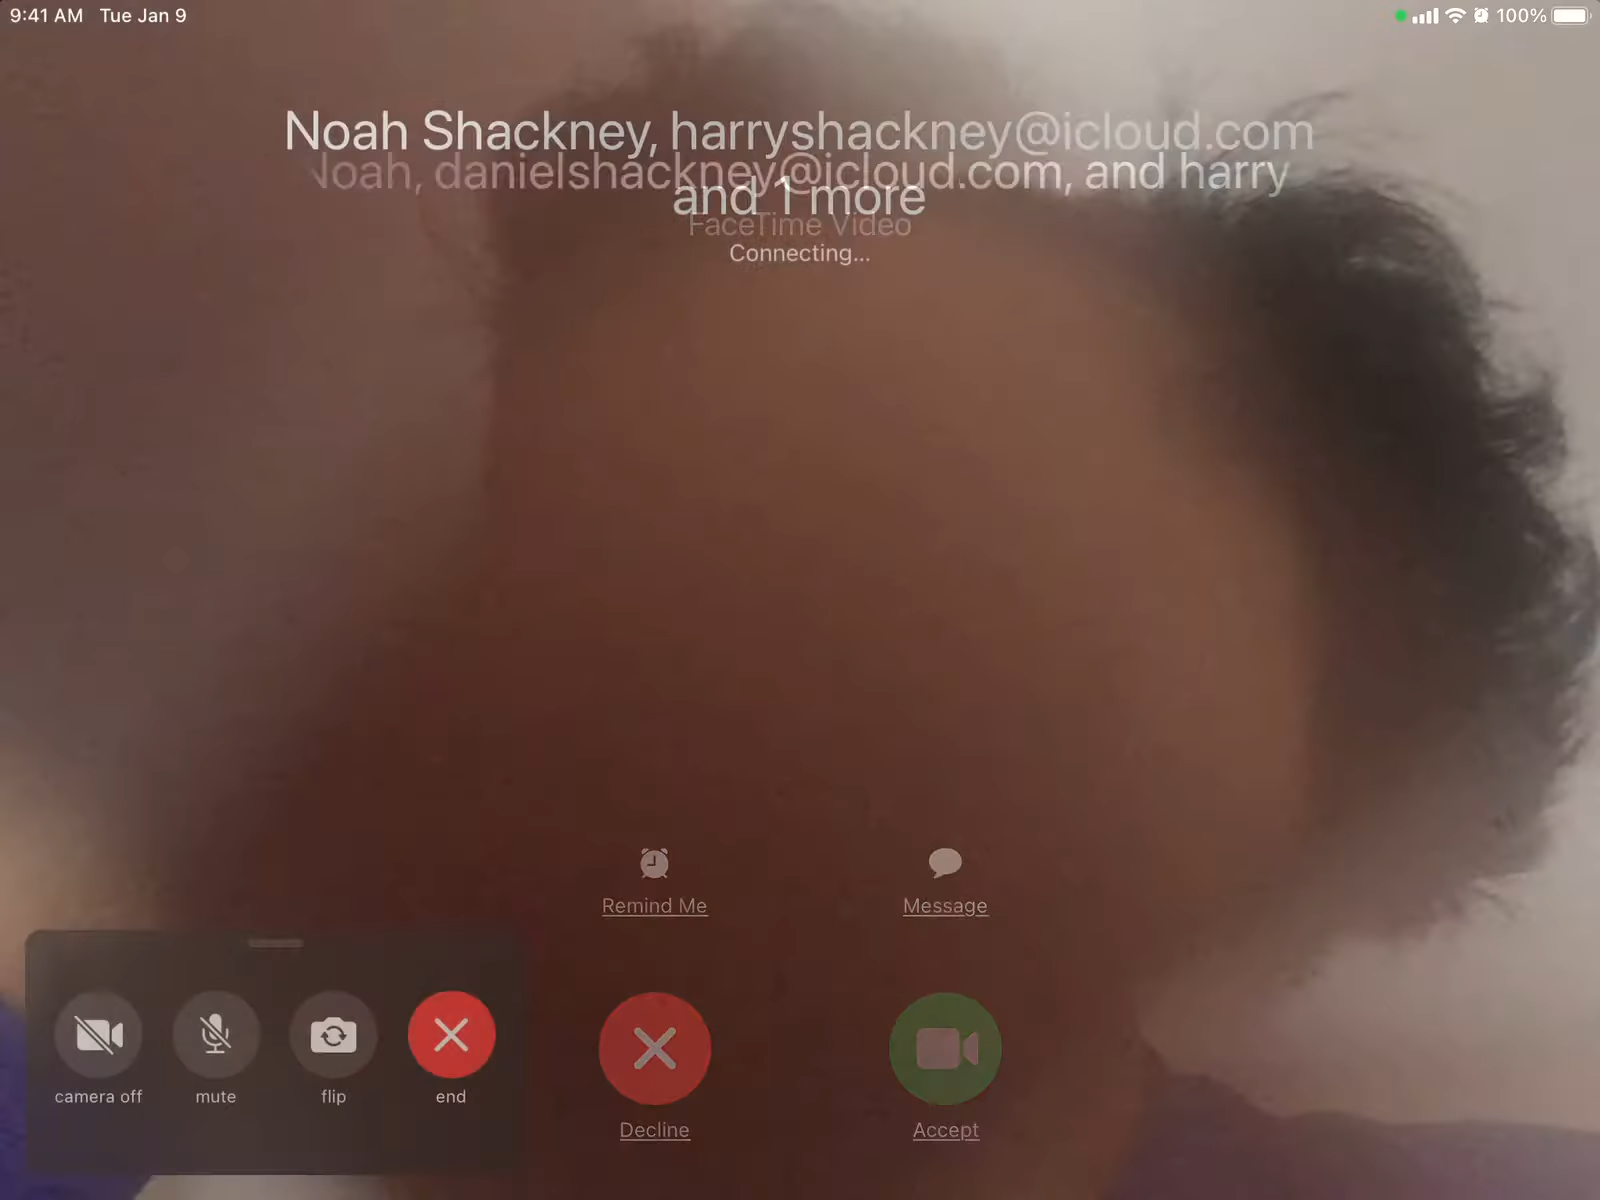 9:41 AM Tue Jan 9
100%
Noah Shackney, harryshackney@icloud.com
and 1 more
Noah, danielshackney@icloud.com, and harry
FaceTime Video
Connecting...
Remind Me
Message
camera off
mute
flip
end
Decline
Accept